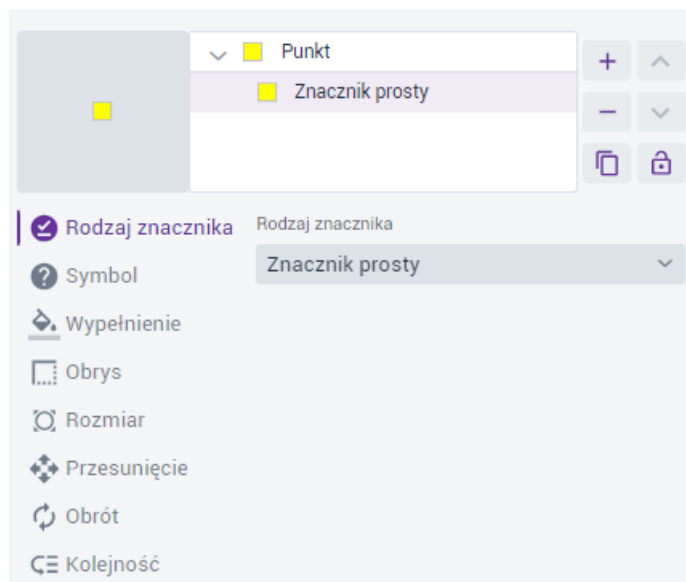 Punkt
Znacznik prosty
Rodzaj znacznika
Rodzaj znacznika
Znacznik prosty
Symbol
Wypełnienie
Obrys
Rozmiar
Przesunięcie
Obrót
Kolejność